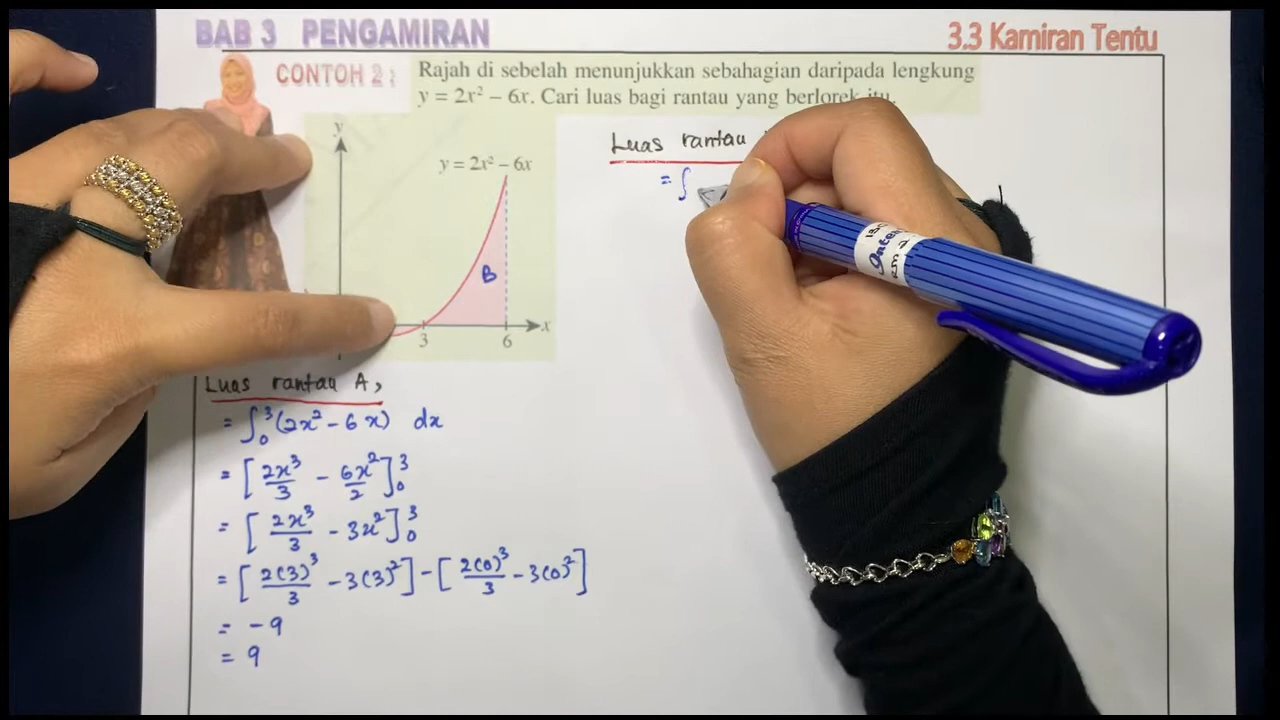 BAB 3 PENGAMIRAN
3.3 Kamiran Tentu
CONTOH 2 :
Rajah di sebelah menunjukkan sebahagian daripada lengkung
y = 2x² – 6x. Cari luas bagi rantau yang berlorek itu.
y
y = 2x² – 6x
B
3
6
x
Luas rantau A,
= ∫₀³ (2x² - 6x) dx
= [2x³/3 - 6x²/2]₀³
= [2x³/3 - 3x²]₀³
= [2(3)³/3 - 3(3)²] - [2(0)³/3 - 3(0)²]
= -9
= 9
Luas rantau
= ∫